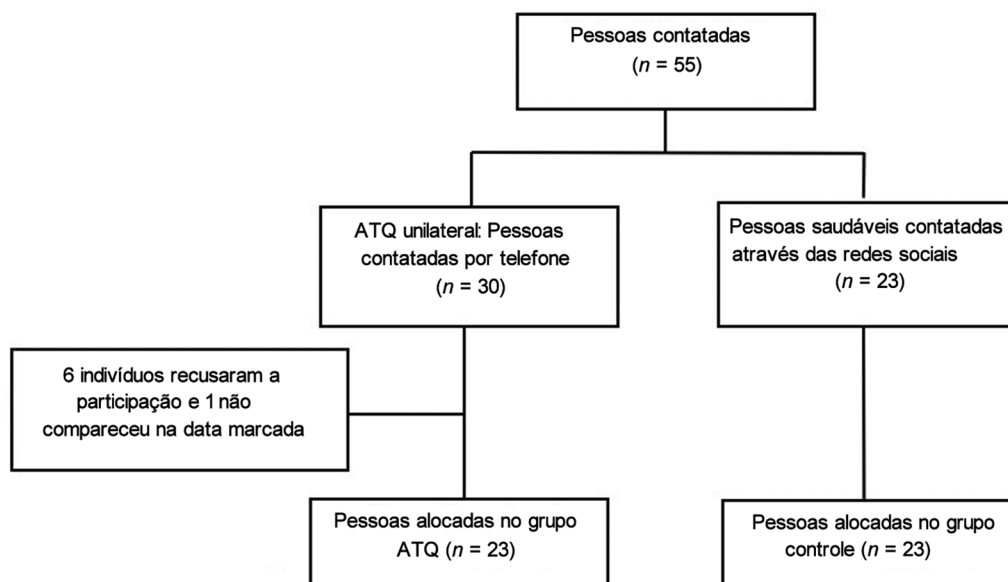 Pessoas contatadas
(n = 55)
ATQ unilateral: Pessoas
contatadas por telefone
(n = 30)
Pessoas saudáveis contatadas
através das redes sociais
(n = 23)
6 indivíduos recusaram a
participação e 1 não
compareceu na data marcada
Pessoas alocadas no grupo
ATQ (n = 23)
Pessoas alocadas no grupo
controle (n = 23)